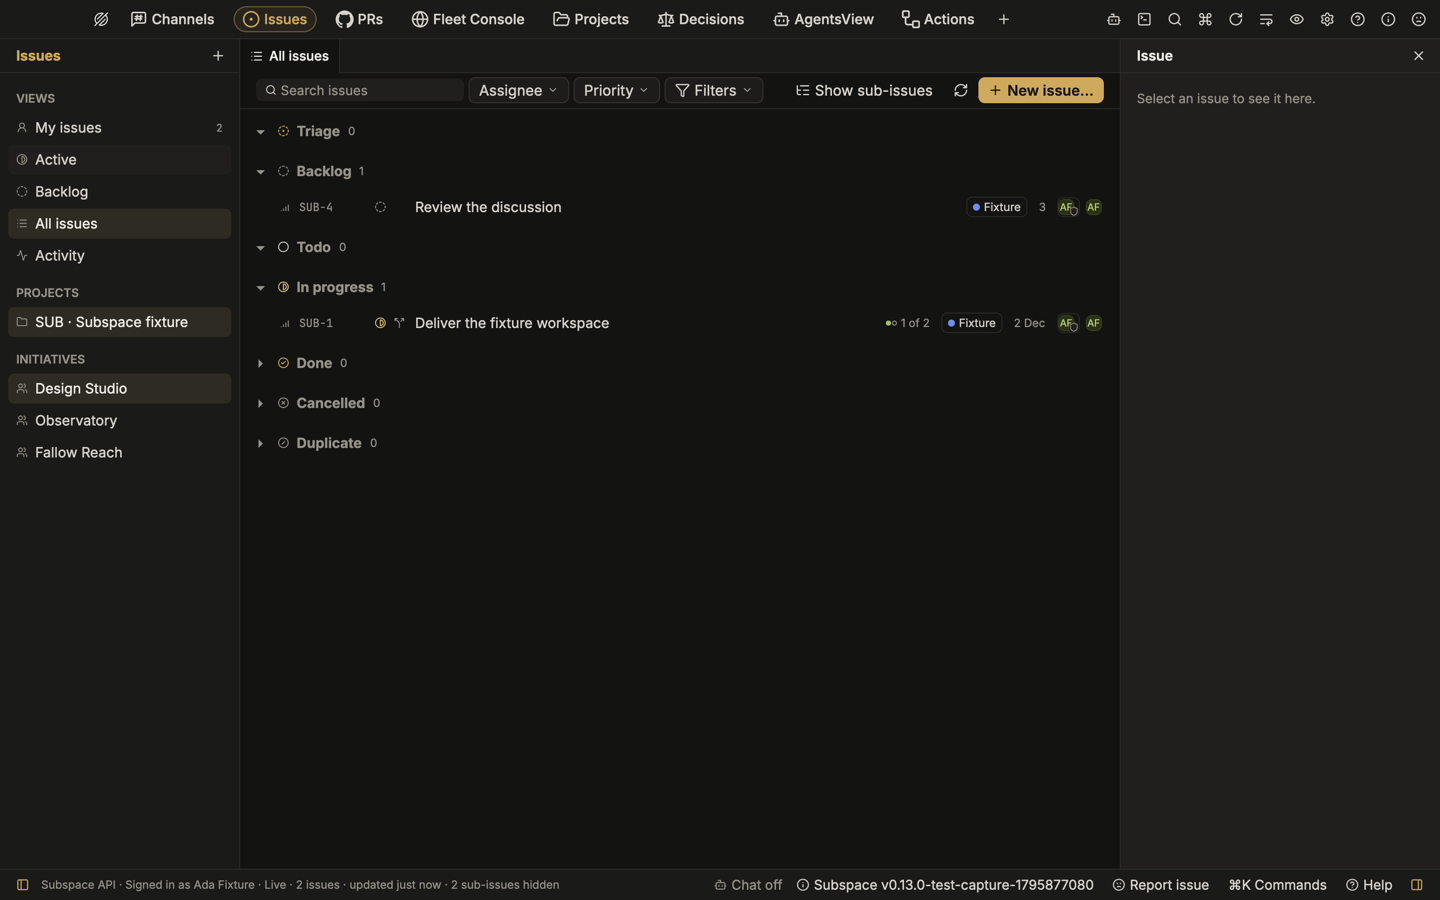 Channels Issues PRs Fleet Console Projects Decisions AgentsView Actions
Issues
VIEWS
My issues 2
Active
Backlog
All issues
Activity
PROJECTS
SUB · Subspace fixture
INITIATIVES
Design Studio
Observatory
Fallow Reach
All issues
Search issues Assignee Priority Filters Show sub-issues New issue...
Triage 0
Backlog 1
SUB-4 Review the discussion Fixture 3 AF AF
Todo 0
In progress 1
SUB-1 Deliver the fixture workspace 1 of 2 Fixture 2 Dec AF AF
Done 0
Cancelled 0
Duplicate 0
Issue
Select an issue to see it here.
Subspace API · Signed in as Ada Fixture · Live · 2 issues · updated just now · 2 sub-issues hidden
Chat off Subspace v0.13.0-test-capture-1795877080 Report issue ⌘K Commands Help